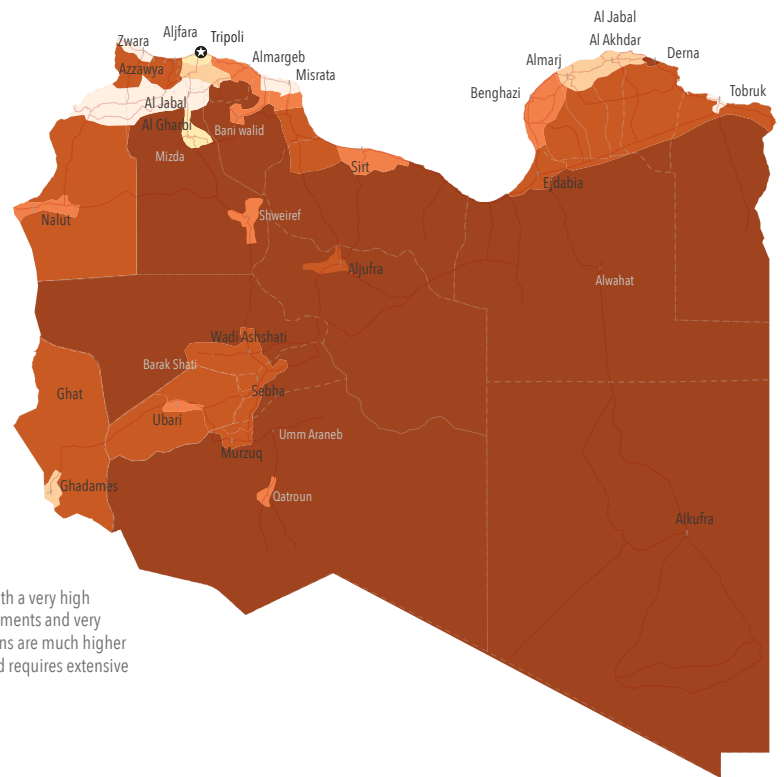 Al Jabal
Al Akhdar
Zwara
Aljfara
Tripoli
Azzawya
Almargeb
Misrata
Almarj
Derna
Benghazi
Tobruk
Al Jabal
Al Gharbi
Bani walid
Mizda
Sirt
Ejdabia
Nalut
Shweiref
Aljufra
Alwahat
Wadi Ashshati
Barak Shati
Ghat
Sebha
Ubari
Umm Araneb
Murzuq
Ghadames
Qatroun
Alkufra
th a very high
ments and very
ns are much higher
d requires extensive